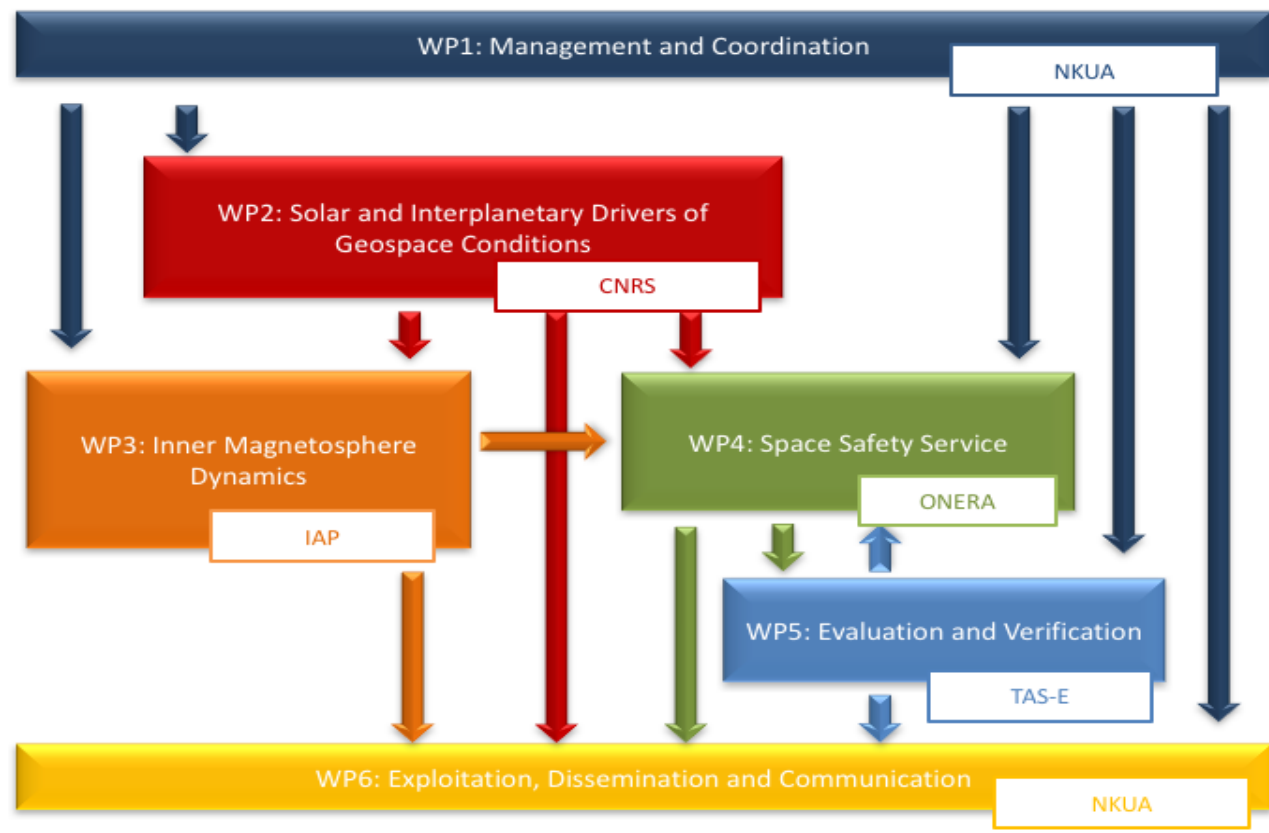 WP1: Management and Coordination
NKUA
WP2: Solar and Interplanetary Drivers of
Geospace Conditions
CNRS
WP3: Inner Magnetosphere
Dynamics
IAP
WP4: Space Safety Service
ONERA
WP5: Evaluation and Verification
TAS-E
WP6: Exploitation, Dissemination and Communication
NKUA